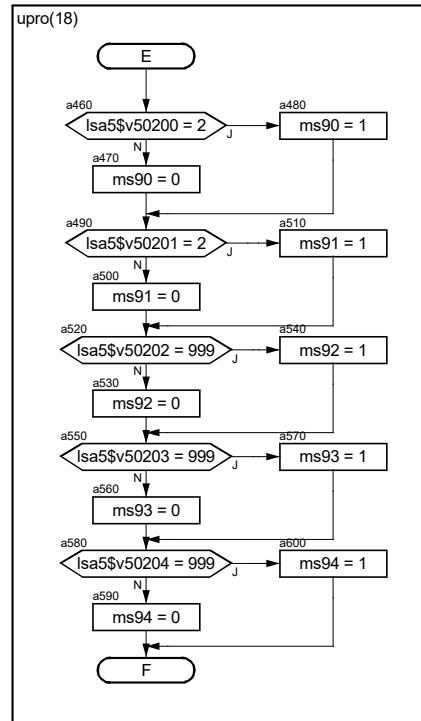 upro(18)
E
a460
lsa5$v50200 = 2
J
a480
ms90 = 1
N
a470
ms90 = 0
a490
lsa5$v50201 = 2
J
a510
ms91 = 1
N
a500
ms91 = 0
a520
lsa5$v50202 = 999
J
a540
ms92 = 1
N
a530
ms92 = 0
a550
lsa5$v50203 = 999
J
a570
ms93 = 1
N
a560
ms93 = 0
a580
lsa5$v50204 = 999
J
a600
ms94 = 1
N
a590
ms94 = 0
F